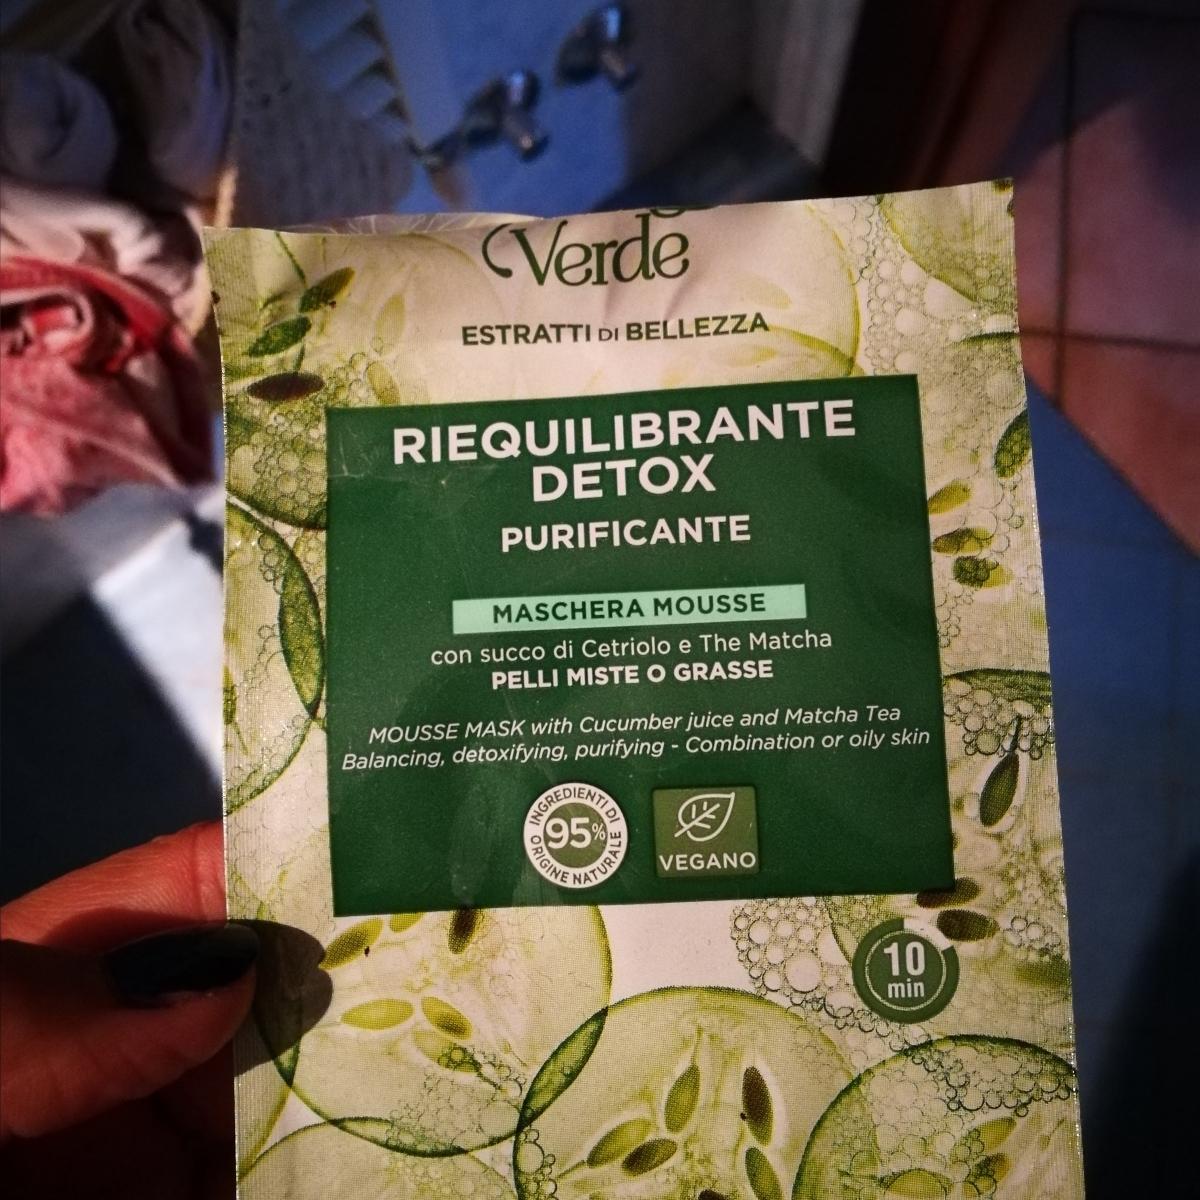 Verde
ESTRATTI DI BELLEZZA
RIEQUILIBRANTE
DETOX
PURIFICANTE
MASCHERA MOUSSE
con succo di Cetriolo e The Matcha
PELLI MISTE O GRASSE
MOUSSE MASK with Cucumber juice and Matcha Tea
Balancing, detoxifying, purifying - Combination or oily skin
INGREDIENTI DI
95%
ORIGINE NATURALE
VEGANO
10
min